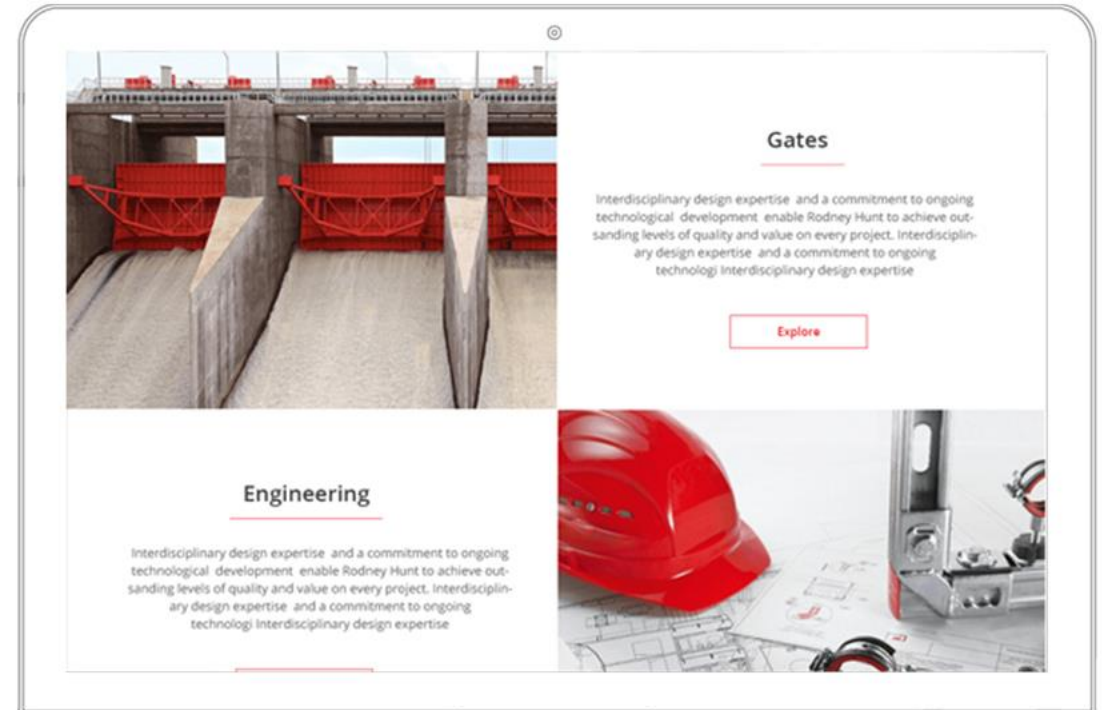 Gates
Interdisciplinary design expertise and a commitment to ongoing
technological development enable Rodney Hunt to achieve out-
sanding levels of quality and value on every project. Interdisciplin-
ary design expertise and a commitment to ongoing
technologi Interdisciplinary design expertise
Explore
Engineering
Interdisciplinary design expertise and a commitment to ongoing
technological development enable Rodney Hunt to achieve out-
sanding levels of quality and value on every project. Interdisciplin-
ary design expertise and a commitment to ongoing
technologi Interdisciplinary design expertise